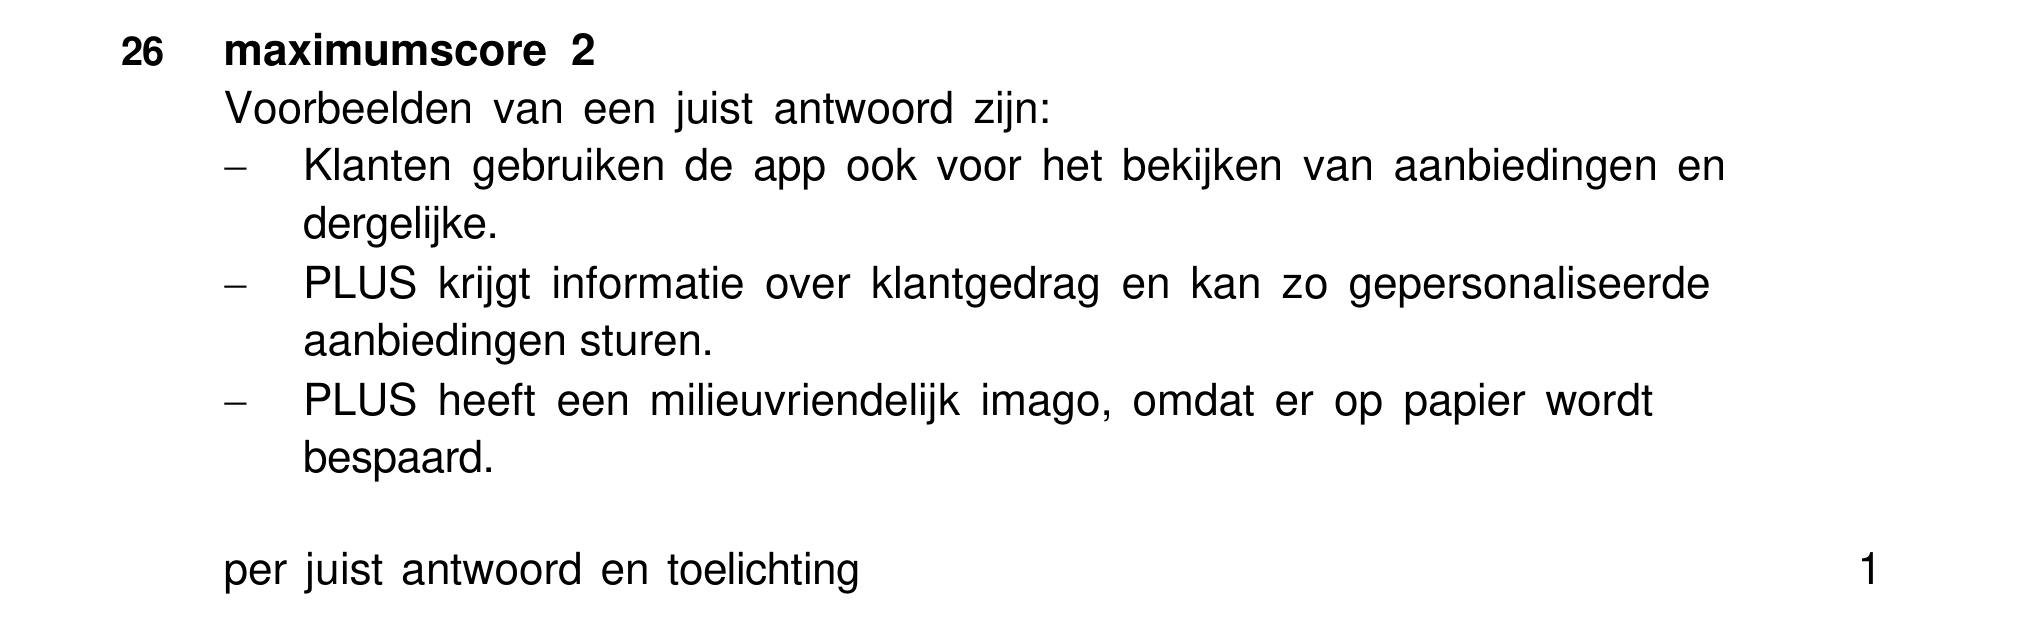 26 maximumscore 2
Voorbeelden van een juist antwoord zijn:
– Klanten gebruiken de app ook voor het bekijken van aanbiedingen en
dergelijke.
– PLUS krijgt informatie over klantgedrag en kan zo gepersonaliseerde
aanbiedingen sturen.
– PLUS heeft een milieuvriendelijk imago, omdat er op papier wordt
bespaard.
per juist antwoord en toelichting 1